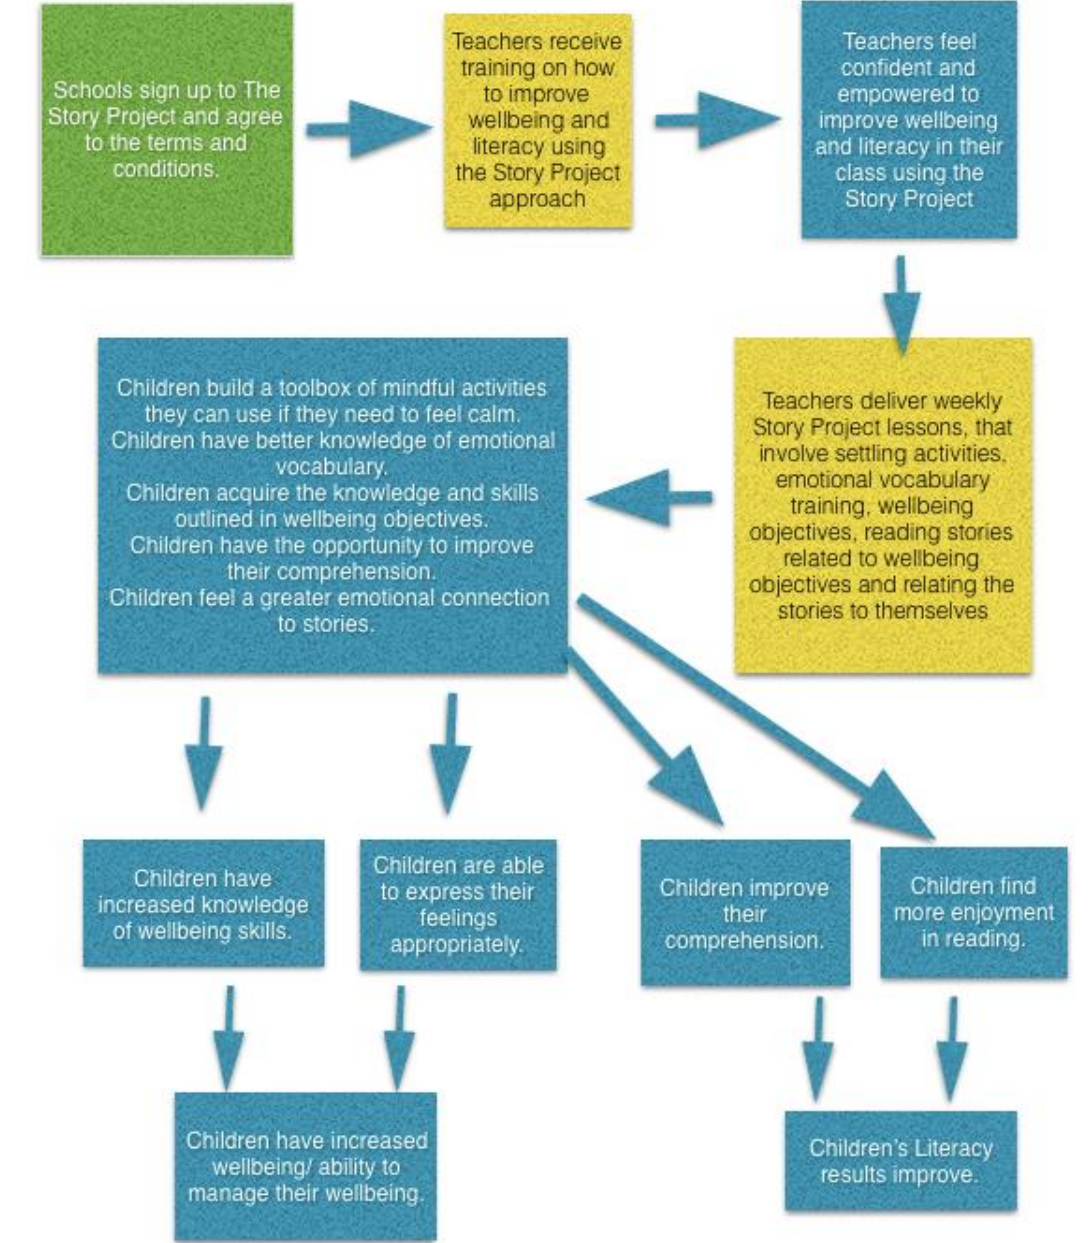 Schools sign up to The
Story Project and agree
to the terms and
conditions.
Teachers receive
training on how
to improve
wellbeing and
literacy using
the Story Project
approach
Teachers feel
confident and
empowered to
improve wellbeing
and literacy in their
class using the
Story Project
Teachers deliver weekly
Story Project lessons, that
involve settling activities,
emotional vocabulary
training, wellbeing
objectives, reading stories
related to wellbeing
objectives and relating the
stories to themselves
Children build a toolbox of mindful activities
they can use if they need to feel calm.
Children have better knowledge of emotional
vocabulary.
Children acquire the knowledge and skills
outlined in wellbeing objectives.
Children have the opportunity to improve
their comprehension.
Children feel a greater emotional connection
to stories.
Children have
increased knowledge
of wellbeing skills.
Children are able
to express their
feelings
appropriately.
Children improve
their
comprehension.
Children find
more enjoyment
in reading.
Children have increased
wellbeing/ ability to
manage their wellbeing.
Children's Literacy
results improve.